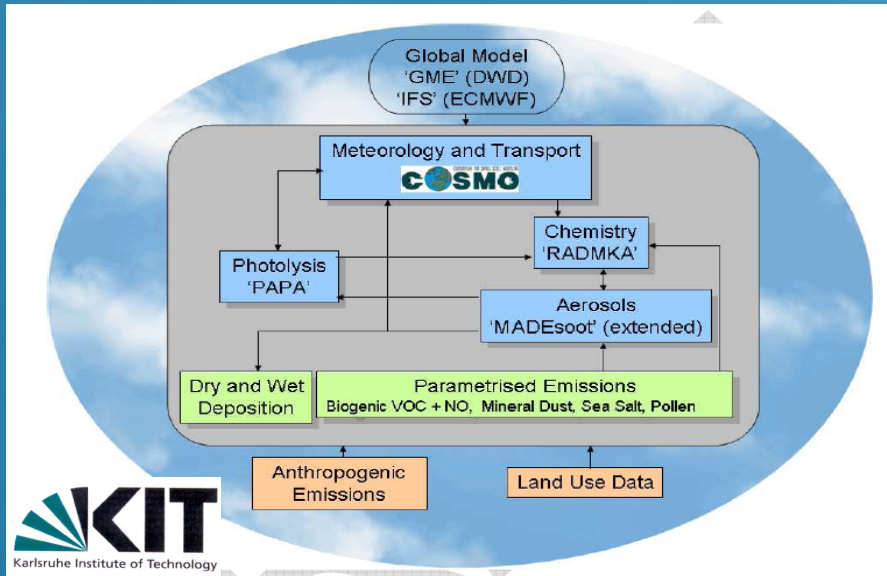 Global Model
'GME' (DWD)
'IFS' (ECMWF)
Meteorology and Transport
COSMO
Chemistry
'RADMKA'
Photolysis
'PAPA'
Aerosols
'MADEsoot' (extended)
Dry and Wet
Deposition
Parametrised Emissions
Biogenic VOC + NO, Mineral Dust, Sea Salt, Pollen
Anthropogenic
Emissions
Land Use Data
KIT
Karlsruhe Institute of Technology